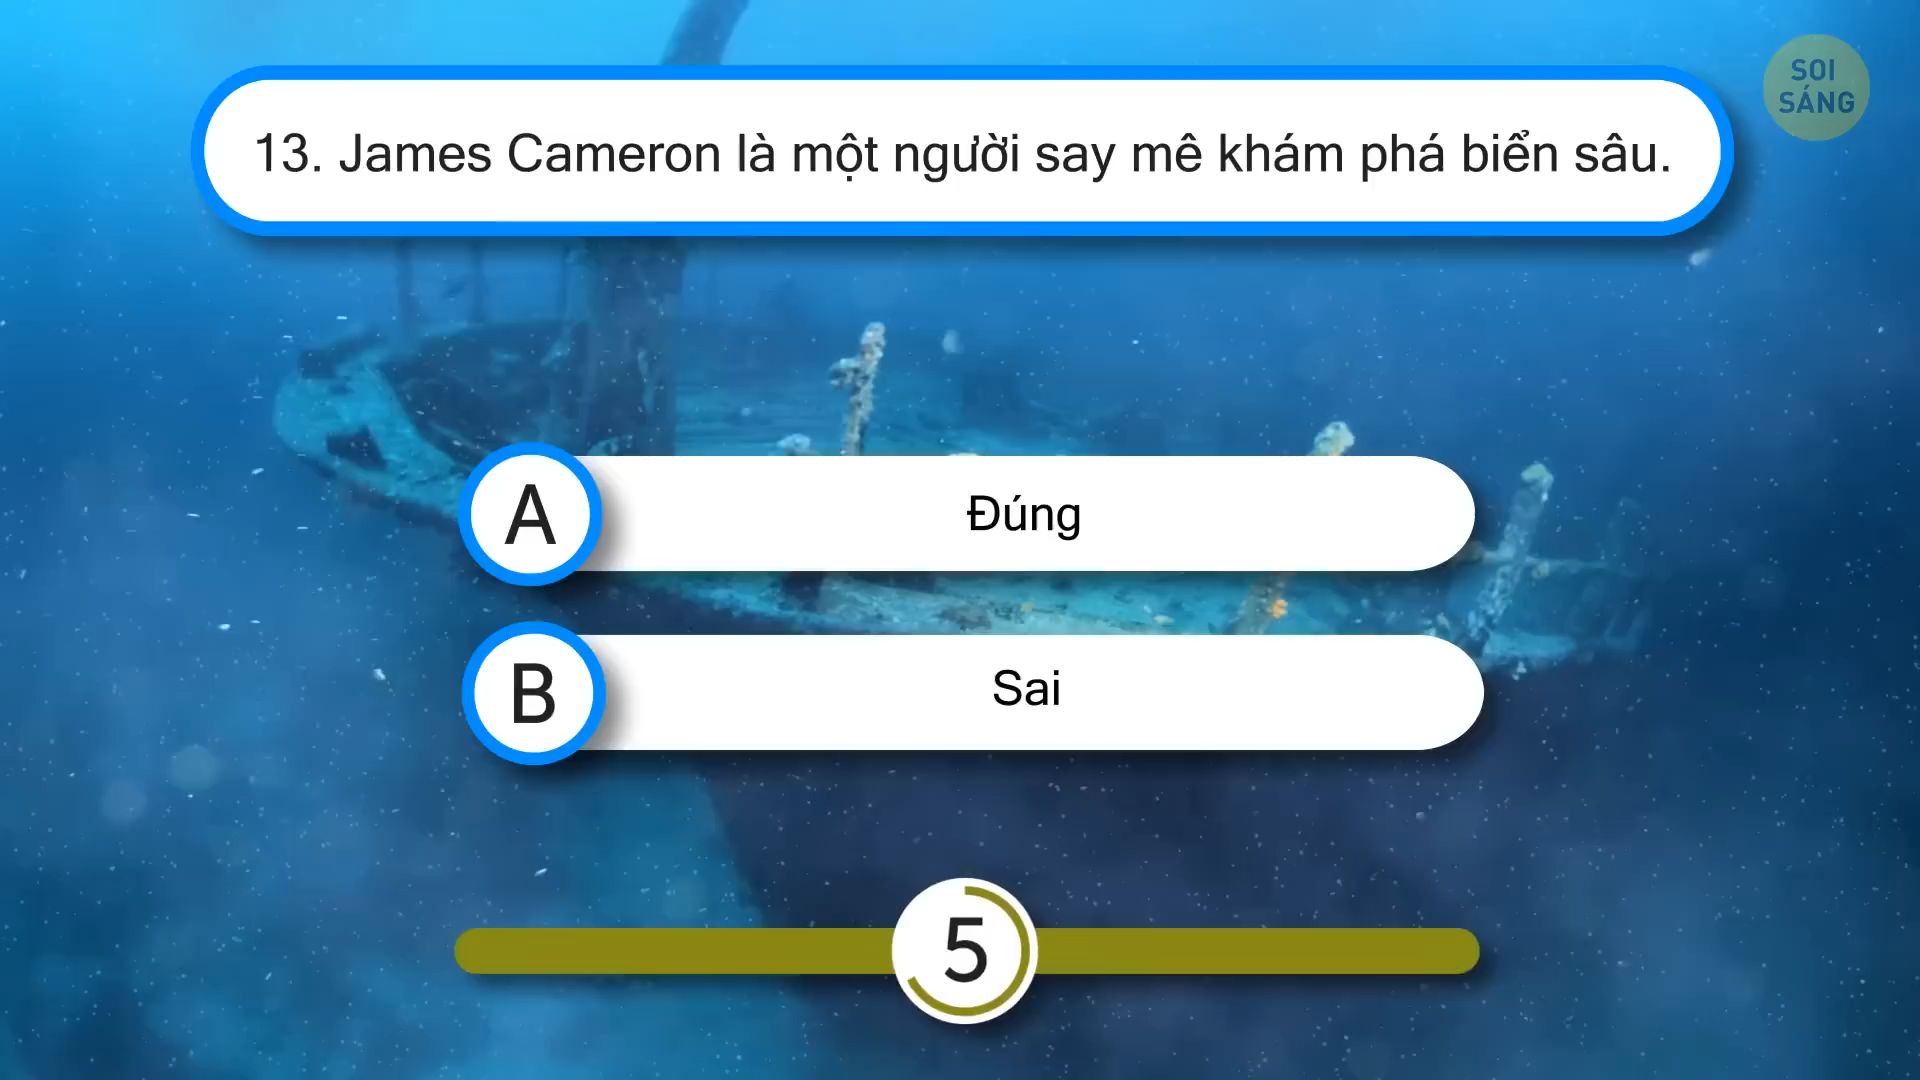 SOI
SÁNG
13. James Cameron là một người say mê khám phá biển sâu.
A
Đúng
B
Sai
5